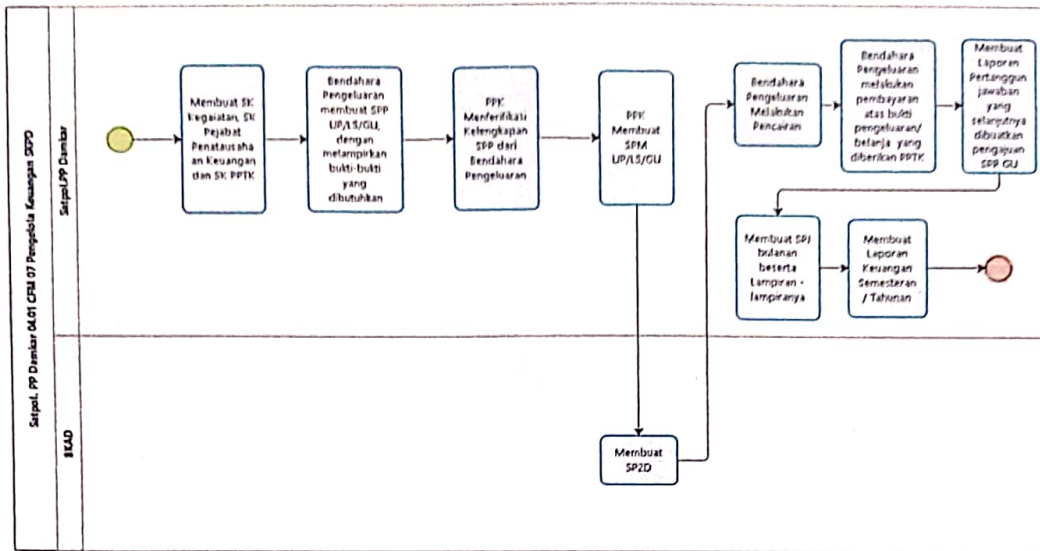 Satpol. PP Damkar 04.01 CFM 07 Pengelola Keuangan SKPD
Satpol.PP Damkar
Membuat SK
Kegaiatan, SK
Pejabat
Penatausaha
an Keuangan
dan SK PPTK
Bendahara
Pengeluaran
membuat SPP
UP/LS/GU,
dengan
melampirkan
bukti-bukti
yang
dibutuhkan
PPK
Menferifikasi
Kelengkapan
SPP dari
Bendahara
Pengeluaran
PPK
Membuat
SPM
UP/LS/GU
Bendahara
Pengeluaran
Melakukan
Pencairan
Bendahara
Pengeluaran
melakukan
pembayaran
atas bukti
pengeluaran/
belanja yang
diberikan PPTK
Membuat
Laporan
Pertanggun
jawaban
yang
selanjutnya
dibuatkan
pengajuan
SPP GU
Membuat SPJ
bulanan
beserta
Lampiran -
lampiranya
Membuat
Laporan
Keuangan
Semesteran
/ Tahunan
BKAD
Membuat
SP2D